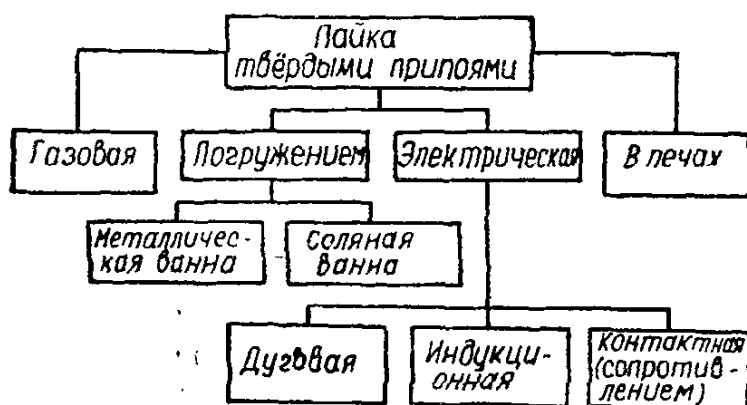 Пайка
твёрдыми припоями
Газовая
Погружением
Электрическая
В печах
Металличес-
кая ванна
Соляная
ванна
Дуговая
Индукци-
онная
Контактная
(сопротив-
лением)